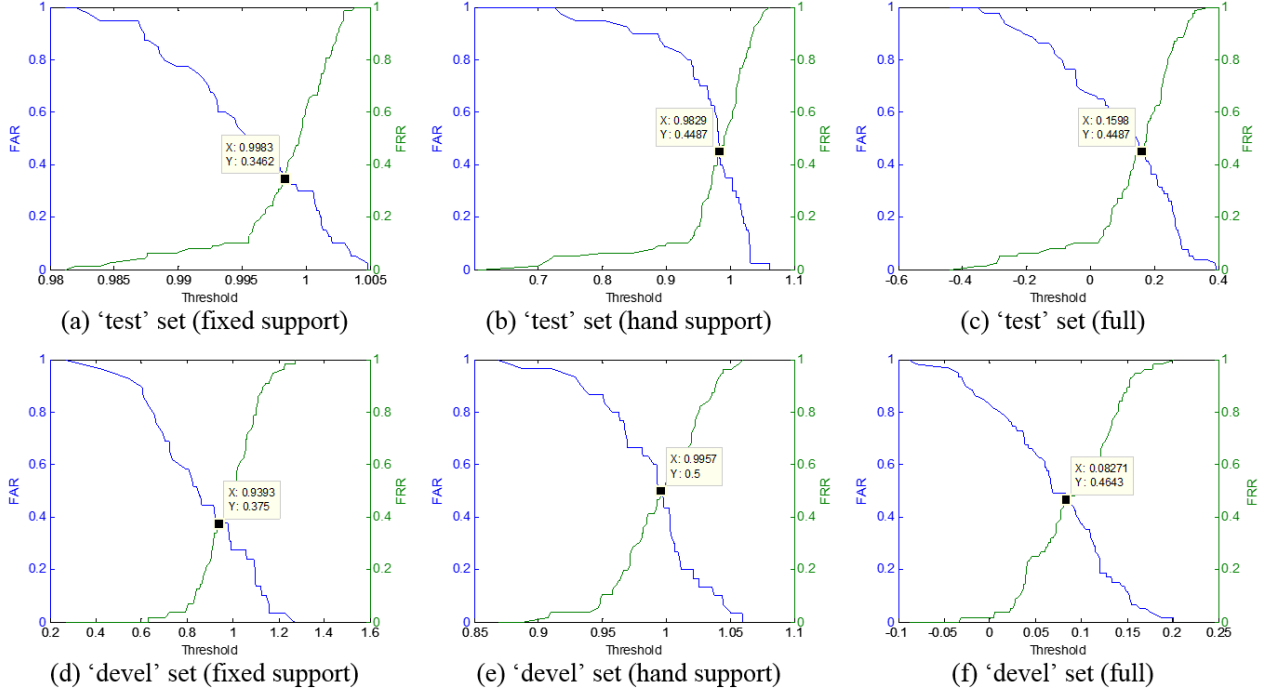 1
0.8
0.6
0.4
0.2
0
FAR
X: 0.9983
Y: 0.3462
1
0.8
0.6
0.4
0.2
0
FRR
0.98 0.985 0.99 0.995 1 1.005
Threshold
(a) ‘test’ set (fixed support)
1
0.8
0.6
0.4
0.2
0
FAR
X: 0.9829
Y: 0.4487
1
0.8
0.6
0.4
0.2
0
FRR
0.7 0.8 0.9 1 1.1
Threshold
(b) ‘test’ set (hand support)
1
0.8
0.6
0.4
0.2
0
FAR
X: 0.1598
Y: 0.4487
1
0.8
0.6
0.4
0.2
0
FRR
-0.6 -0.4 -0.2 0 0.2 0.4
Threshold
(c) ‘test’ set (full)
1
0.8
0.6
0.4
0.2
0
FAR
X: 0.9393
Y: 0.375
1
0.8
0.6
0.4
0.2
0
FRR
0.2 0.4 0.6 0.8 1 1.2 1.4 1.6
Threshold
(d) ‘devel’ set (fixed support)
1
0.8
0.6
0.4
0.2
0
FAR
X: 0.9957
Y: 0.5
1
0.8
0.6
0.4
0.2
0
FRR
0.85 0.9 0.95 1 1.05 1.1
Threshold
(e) ‘devel’ set (hand support)
1
0.8
0.6
0.4
0.2
0
FAR
X: 0.08271
Y: 0.4643
1
0.8
0.6
0.4
0.2
0
FRR
-0.1 -0.05 0 0.05 0.1 0.15 0.2 0.25
Threshold
(f) ‘devel’ set (full)